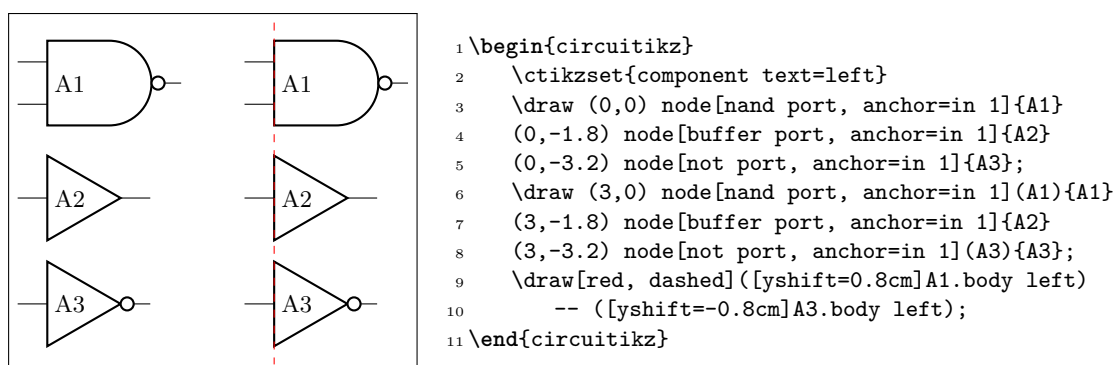 A1 A1
A2 A2
A3 A3
1 \begin{circuitikz}
2     \ctikzset{component text=left}
3     \draw (0,0) node[nand port, anchor=in 1]{A1}
4     (0,-1.8) node[buffer port, anchor=in 1]{A2}
5     (0,-3.2) node[not port, anchor=in 1]{A3};
6     \draw (3,0) node[nand port, anchor=in 1](A1){A1}
7     (3,-1.8) node[buffer port, anchor=in 1]{A2}
8     (3,-3.2) node[not port, anchor=in 1](A3){A3};
9     \draw[red, dashed]([yshift=0.8cm]A1.body left)
10        -- ([yshift=-0.8cm]A3.body left);
11 \end{circuitikz}